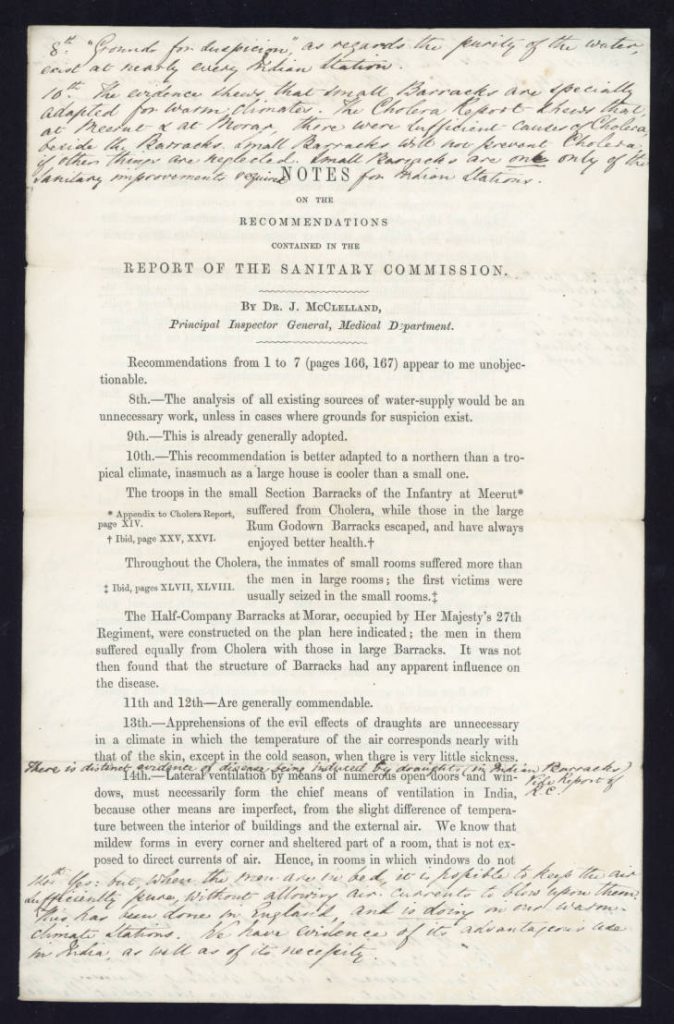 8th. "Grounds for suspicion", as regards the purity of the water,
exist at nearly every Indian Station.
10th. The evidence shews that small Barracks are specially
adapted for warm climates. The Cholera Report shews that,
at Meerut & at Morar, there were sufficient causes of Cholera,
beside the Barracks. Small Barracks will not prevent Cholera,
if other things are neglected. Small Barracks are one only of the
sanitary improvements required for Indian Stations.
NOTES
ON THE
RECOMMENDATIONS
CONTAINED IN THE
REPORT OF THE SANITARY COMMISSION.
By Dr. J. McClelland,
Principal Inspector General, Medical Department.
Recommendations from 1 to 7 (pages 166, 167) appear to me unobjec-
tionable.
8th.—The analysis of all existing sources of water-supply would be an
unnecessary work, unless in cases where grounds for suspicion exist.
9th.—This is already generally adopted.
10th.—This recommendation is better adapted to a northern than a tro-
pical climate, inasmuch as a large house is cooler than a small one.
The troops in the small Section Barracks of the Infantry at Meerut*
* Appendix to Cholera Report,
page XIV.
† Ibid, page XXV, XXVI.
suffered from Cholera, while those in the large
Rum Godown Barracks escaped, and have always
enjoyed better health.†
Throughout the Cholera, the inmates of small rooms suffered more than
‡ Ibid, pages XLVII, XLVIII.
the men in large rooms; the first victims were
usually seized in the small rooms.‡
The Half-Company Barracks at Morar, occupied by Her Majesty's 27th
Regiment, were constructed on the plan here indicated; the men in them
suffered equally from Cholera with those in large Barracks. It was not
then found that the structure of Barracks had any apparent influence on
the disease.
11th and 12th—Are generally commendable.
13th.—Apprehensions of the evil effects of draughts are unnecessary
in a climate in which the temperature of the air corresponds nearly with
that of the skin, except in the cold season, when there is very little sickness.
There is distinct evidence of disease being induced by draughts (in Indian Barracks)
Vide Report of
R.C.
14th.—Lateral ventilation by means of numerous open doors and win-
dows, must necessarily form the chief means of ventilation in India,
because other means are imperfect, from the slight difference of tempe-
rature between the interior of buildings and the external air. We know that
mildew forms in every corner and sheltered part of a room, that is not ex-
posed to direct currents of air. Hence, in rooms in which windows do not
14th Yes: but, when the men are in bed, it is possible to keep the air
sufficiently pure, without allowing air-currents to blow upon them.
This has been done in England, and is doing in our warm-
climate Stations. We have evidence of its advantageous use
in India, as well as of its necessity.